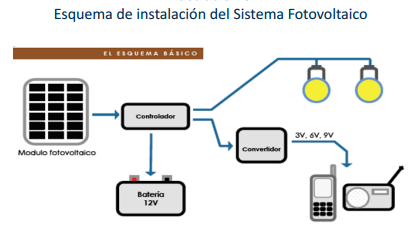 Esquema de instalación del Sistema Fotovoltaico
EL ESQUEMA BÁSICO
Controlador
3V, 6V, 9V
Modulo fotovoltaico
Convertidor
Batería
12V